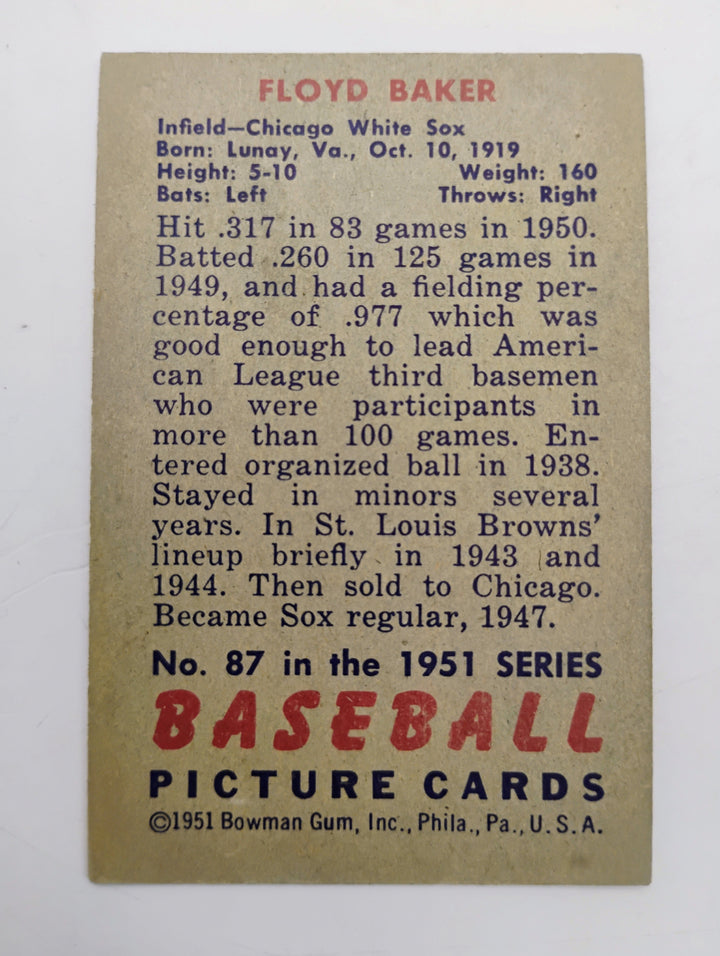 FLOYD BAKER
Infield—Chicago White Sox
Born: Lunay, Va., Oct. 10, 1919
Height: 5-10 Weight: 160
Bats: Left Throws: Right
Hit .317 in 83 games in 1950.
Batted .260 in 125 games in
1949, and had a fielding per-
centage of .977 which was
good enough to lead Ameri-
can League third basemen
who were participants in
more than 100 games. En-
tered organized ball in 1938.
Stayed in minors several
years. In St. Louis Browns'
lineup briefly in 1943 and
1944. Then sold to Chicago.
Became Sox regular, 1947.
No. 87 in the 1951 SERIES
BASEBALL
PICTURE CARDS
©1951 Bowman Gum, Inc., Phila., Pa., U.S.A.